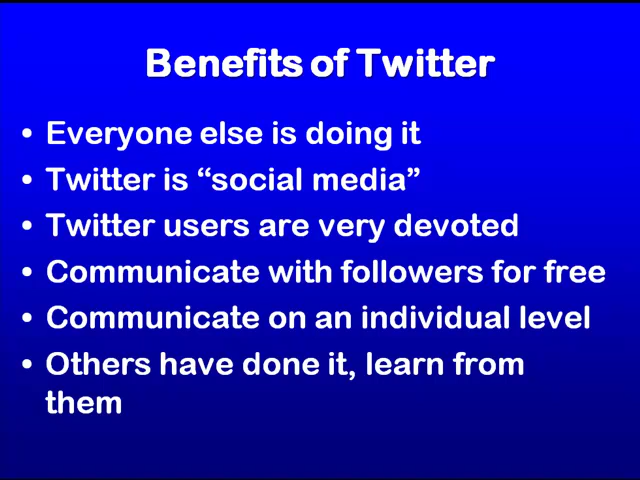 Benefits of Twitter
• Everyone else is doing it
• Twitter is “social media”
• Twitter users are very devoted
• Communicate with followers for free
• Communicate on an individual level
• Others have done it, learn from
them